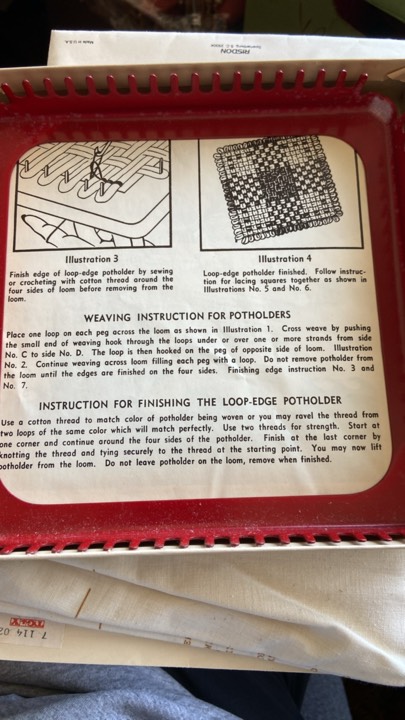 Made in U.S.A.
RISDON
Illustration 3
Finish edge of loop-edge potholder by sewing
or crocheting with cotton thread around the
four sides of loom before removing from the
loom.
Illustration 4
Loop-edge potholder finished. Follow instruc-
tion for lacing squares together as shown in
Illustrations No. 5 and No. 6.
WEAVING INSTRUCTION FOR POTHOLDERS
Place one loop on each peg across the loom as shown in Illustration 1. Cross weave by pushing
the small end of weaving hook through the loops under or over one or more strands from side
No. C to side No. D. The loop is then hooked on the peg of opposite side of loom. Illustration
No. 2. Continue weaving across loom filling each peg with a loop. Do not remove potholder from
the loom until the edges are finished on the four sides. Finishing edge instruction No. 3 and
No. 7.
INSTRUCTION FOR FINISHING THE LOOP-EDGE POTHOLDER
Use a cotton thread to match color of potholder being woven or you may ravel the thread from
two loops of the same color which will match perfectly. Use two threads for strength. Start at
one corner and continue around the four sides of the potholder. Finish at the last corner by
knotting the thread and tying securely to the thread at the starting point. You may now lift
potholder from the loom. Do not leave potholder on the loom, remove when finished.
7 114 02